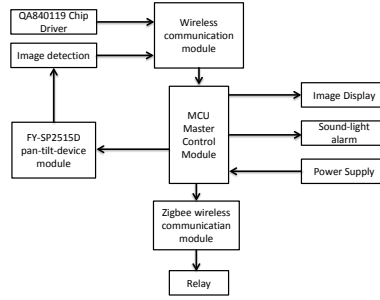 QA840119 Chip
Driver
Wireless
communication
module
Image detection
MCU
Master
Control
Module
Image Display
Sound-light
alarm
FY-SP2515D
pan-tilt-device
module
Power Supply
Zigbee wireless
communicatian
module
Relay